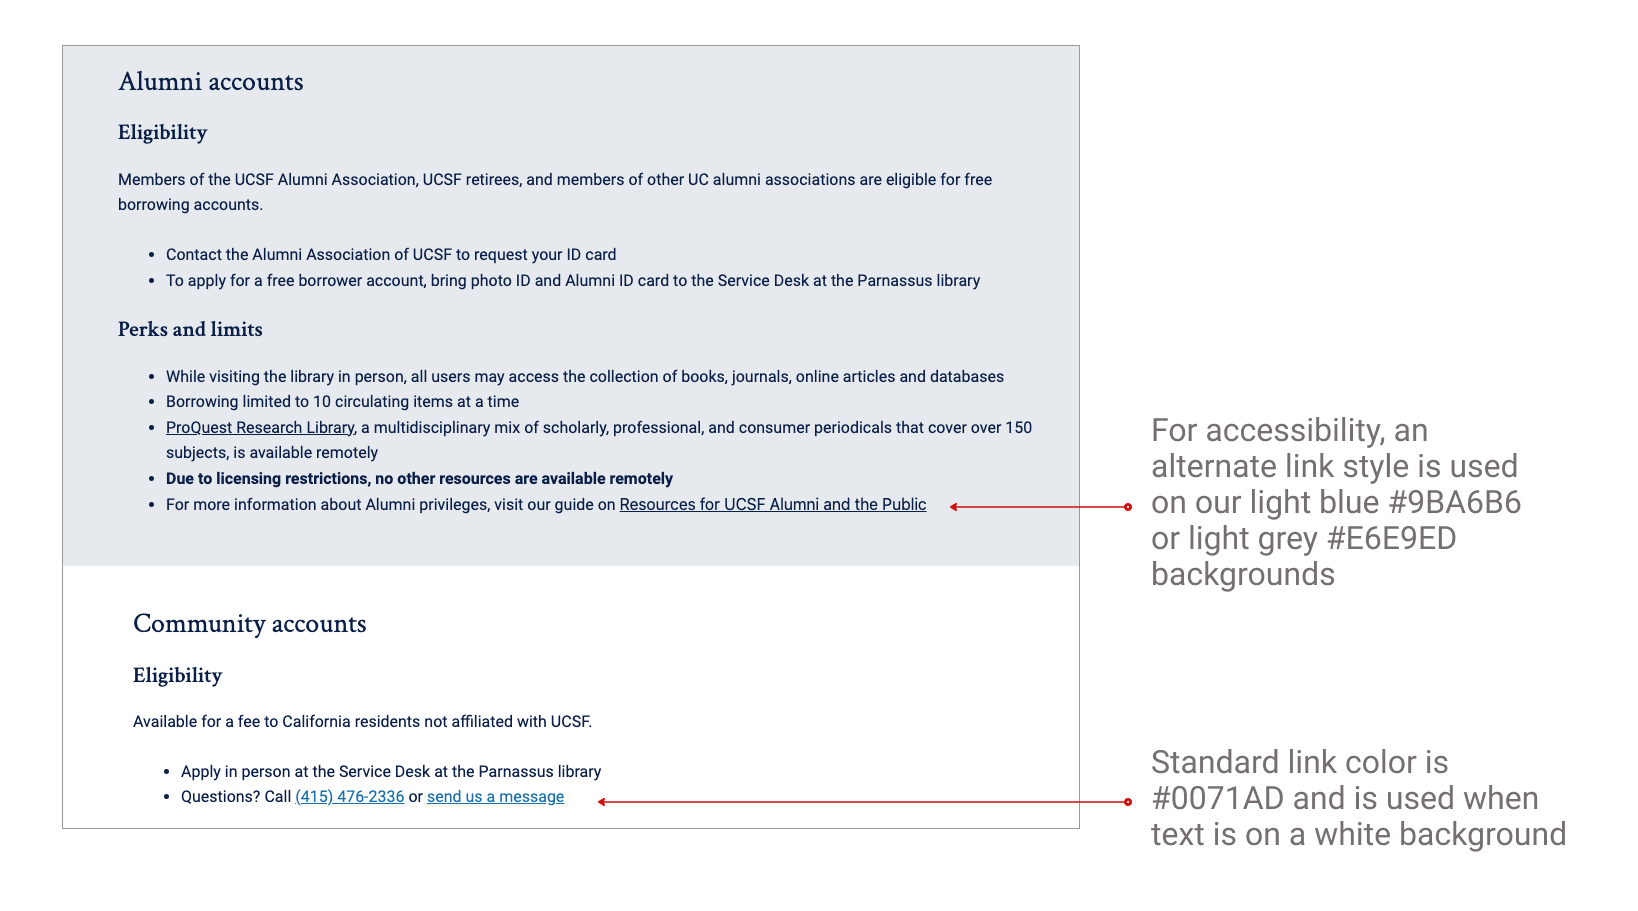 Alumni accounts
Eligibility
Members of the UCSF Alumni Association, UCSF retirees, and members of other UC alumni associations are eligible for free
borrowing accounts.
• Contact the Alumni Association of UCSF to request your ID card
• To apply for a free borrower account, bring photo ID and Alumni ID card to the Service Desk at the Parnassus library
Perks and limits
• While visiting the library in person, all users may access the collection of books, journals, online articles and databases
• Borrowing limited to 10 circulating items at a time
• ProQuest Research Library, a multidisciplinary mix of scholarly, professional, and consumer periodicals that cover over 150
subjects, is available remotely
• Due to licensing restrictions, no other resources are available remotely
• For more information about Alumni privileges, visit our guide on Resources for UCSF Alumni and the Public
For accessibility, an
alternate link style is used
on our light blue #9BA6B6
or light grey #E6E9ED
backgrounds
Community accounts
Eligibility
Available for a fee to California residents not affiliated with UCSF.
• Apply in person at the Service Desk at the Parnassus library
• Questions? Call (415) 476-2336 or send us a message
Standard link color is
#0071AD and is used when
text is on a white background